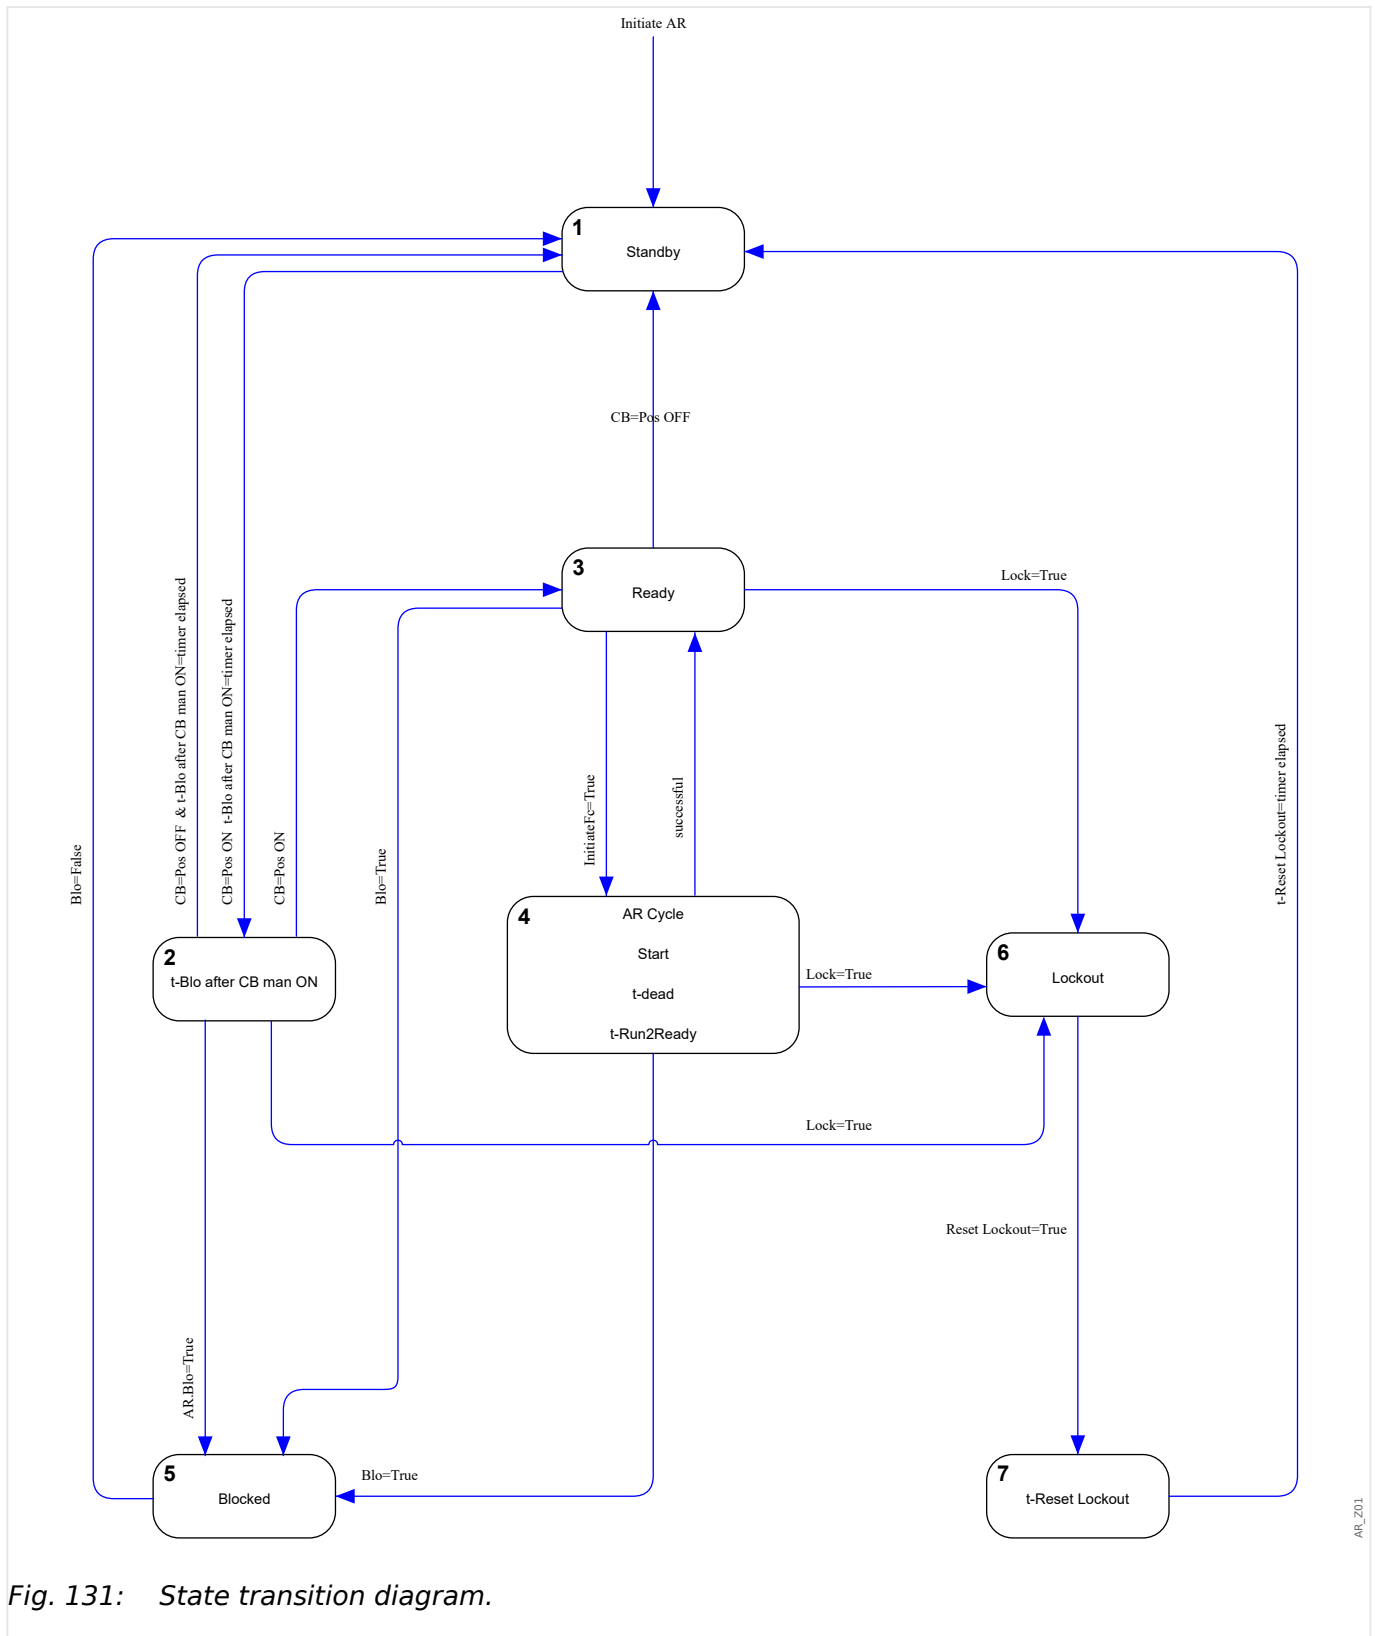 Initiate AR
1
Standby
CB=Pos OFF
3
Ready
Lock=True
CB=Pos OFF & t-Blo after CB man ON=timer elapsed
CB=Pos ON t-Blo after CB man ON=timer elapsed
CB=Pos ON
Blo=False
Blo=True
InitiateFc=True
successful
t-Reset Lockout=timer elapsed
2
t-Blo after CB man ON
4
AR Cycle
Start
t-dead
t-Run2Ready
Lock=True
6
Lockout
Lock=True
Reset Lockout=True
AR.Blo=True
5
Blocked
Blo=True
7
t-Reset Lockout
AR_Z01
Fig. 131: State transition diagram.